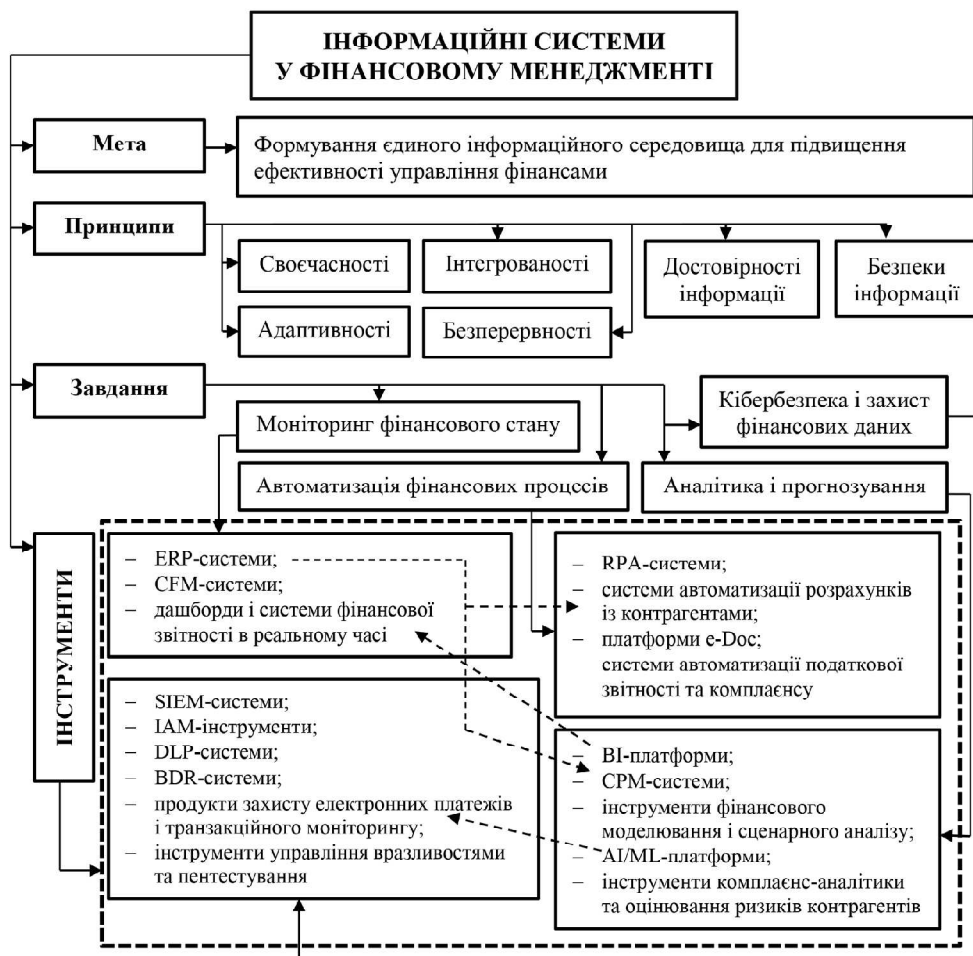 ІНФОРМАЦІЙНІ СИСТЕМИ
У ФІНАНСОВОМУ МЕНЕДЖМЕНТІ
Мета
Формування єдиного інформаційного середовища для підвищення
ефективності управління фінансами
Принципи
Своєчасності
Інтегрованості
Достовірності
інформації
Безпеки
інформації
Адаптивності
Безперервності
Завдання
Кібербезпека і захист
фінансових даних
Моніторинг фінансового стану
Автоматизація фінансових процесів
Аналітика і прогнозування
ІНСТРУМЕНТИ
– ERP-системи;
– CFM-системи;
– дашборди і системи фінансової
звітності в реальному часі
– RPA-системи;
– системи автоматизації розрахунків
із контрагентами;
– платформи e-Doc;
системи автоматизації податкової
звітності та комплаєнсу
– SIEM-системи;
– IAM-інструменти;
– DLP-системи;
– BDR-системи;
– продукти захисту електронних платежів
і транзакційного моніторингу;
– інструменти управління вразливостями
та пентестування
– BI-платформи;
– CPM-системи;
– інструменти фінансового
моделювання і сценарного аналізу;
– AI/ML-платформи;
– інструменти комплаєнс-аналітики
та оцінювання ризиків контрагентів